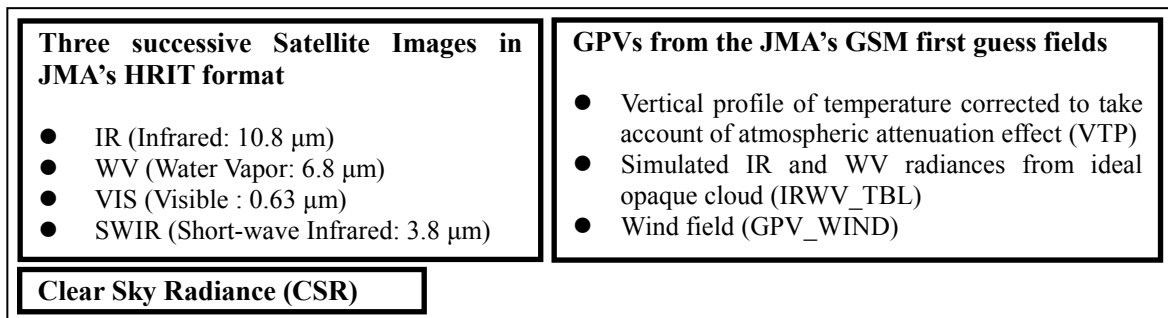 Three successive Satellite Images in
JMA's HRIT format
● IR (Infrared: 10.8 μm)
● WV (Water Vapor: 6.8 μm)
● VIS (Visible : 0.63 μm)
● SWIR (Short-wave Infrared: 3.8 μm)
GPVs from the JMA's GSM first guess fields
● Vertical profile of temperature corrected to take
account of atmospheric attenuation effect (VTP)
● Simulated IR and WV radiances from ideal
opaque cloud (IRWV_TBL)
● Wind field (GPV_WIND)
Clear Sky Radiance (CSR)